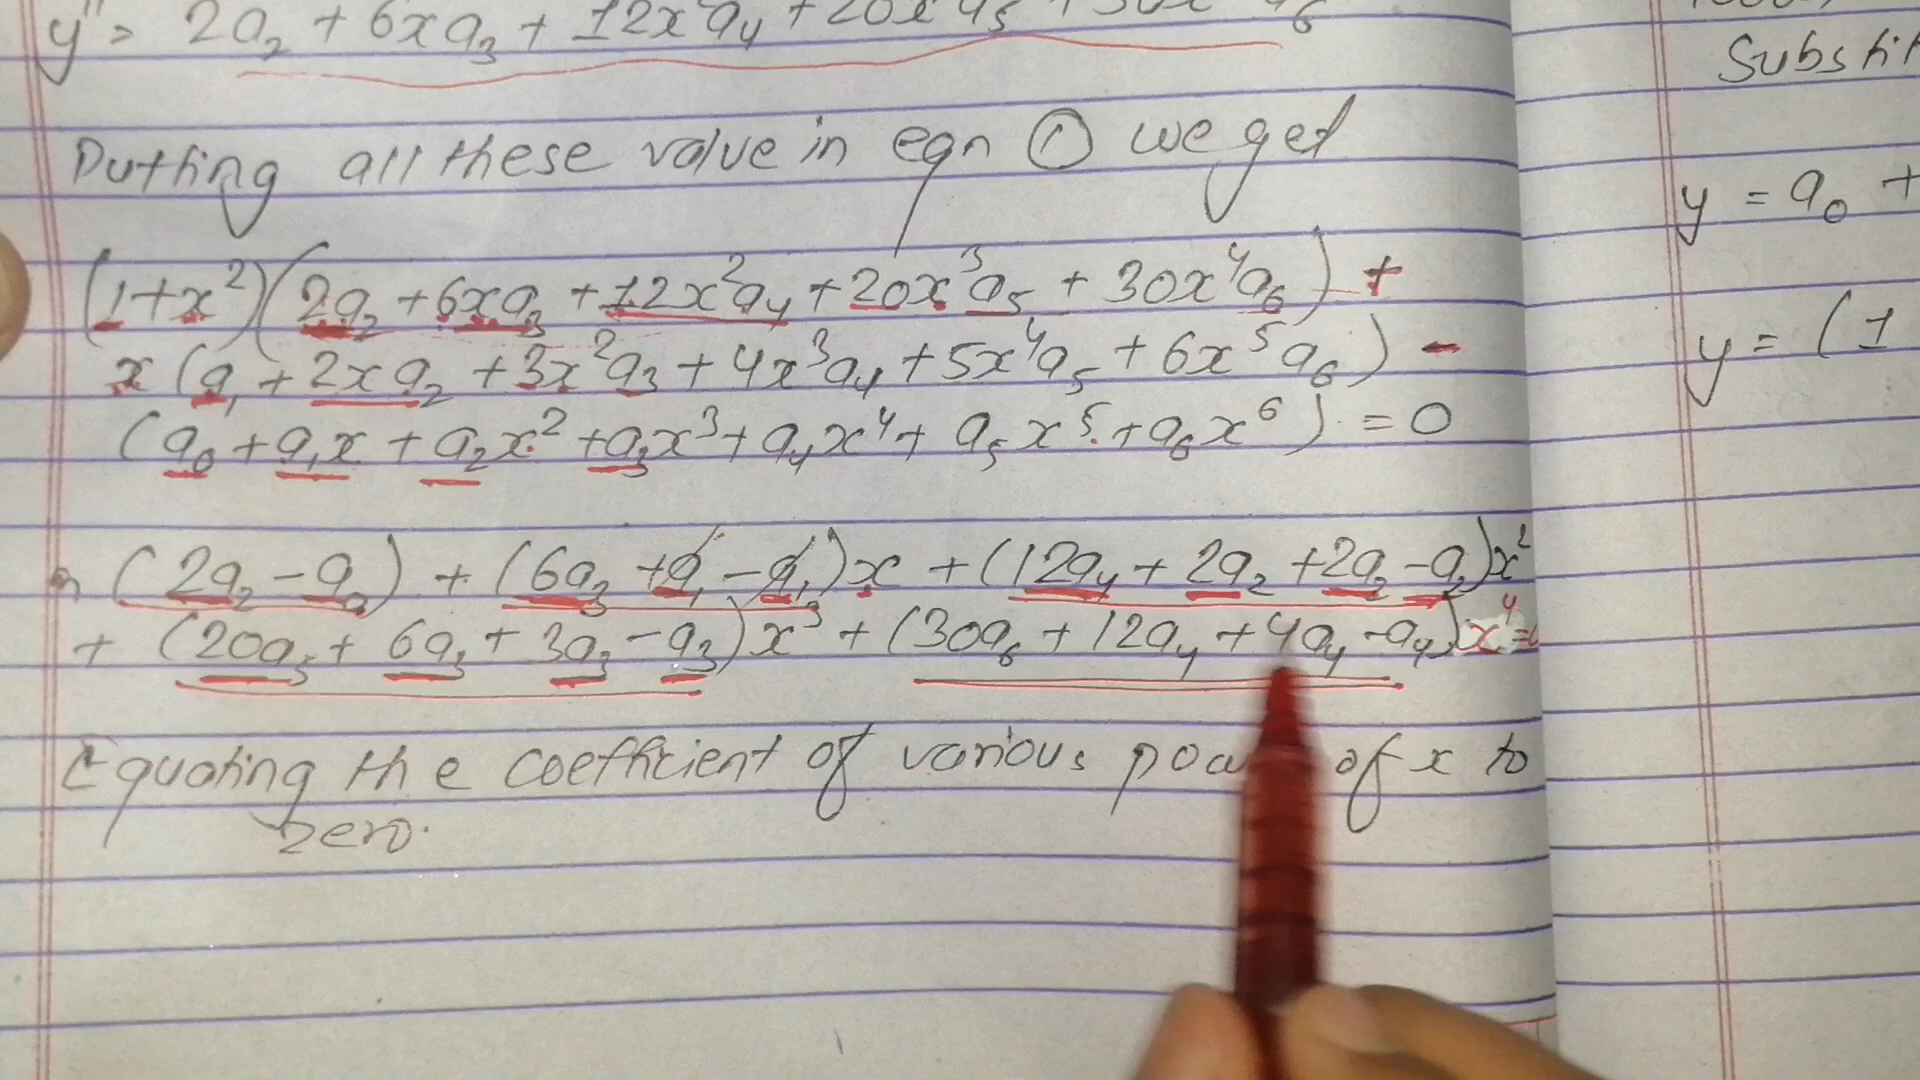 y'' = 2a₂ + 6xa₃ + 12x²a₄ + 20x³a₅ +
Putting all these value in eqn ① we get
(1+x²)(2a₂ + 6xa₃ + 12x²a₄ + 20x³a₅ + 30x⁴a₆) +
x (a₁ + 2xa₂ + 3x²a₃ + 4x³a₄ + 5x⁴a₅ + 6x⁵a₆) -
(a₀ + a₁x + a₂x² + a₃x³ + a₄x⁴ + a₅x⁵ + a₆x⁶) = 0
(2a₂ - a₀) + (6a₃ + a₁ - a₁)x + (12a₄ + 2a₂ + 2a₂ - a₂)x²
+ (20a₅ + 6a₃ + 3a₃ - a₃)x³ + (30a₆ + 12a₄ + 4a₄ - a₄)x⁴ =
Equating the coefficient of various of x to
zero.
y = a₀ +
y = (1